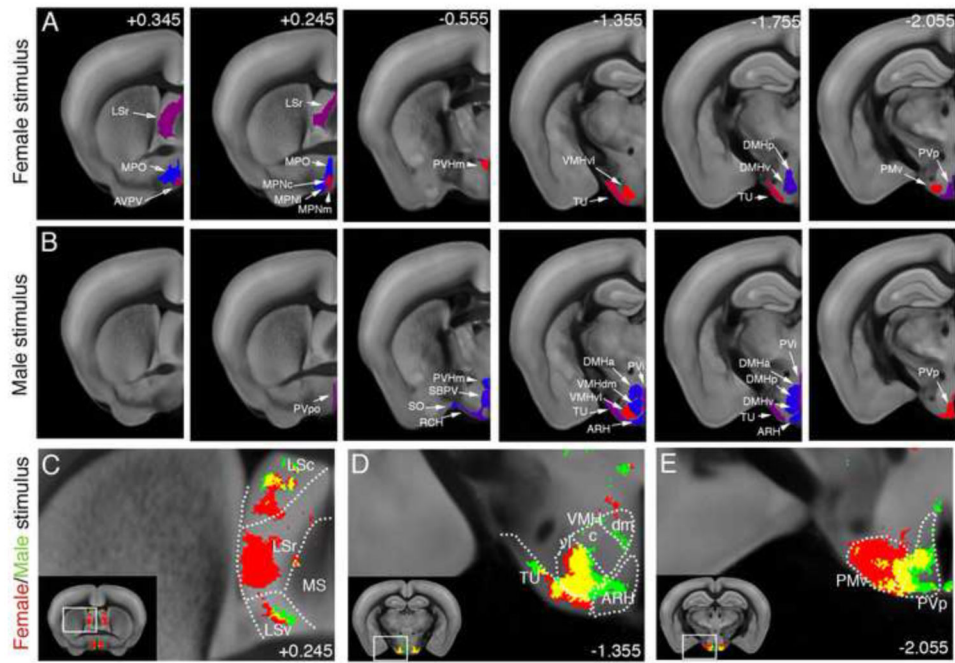 A
+0.345
+0.245
-0.555
-1.355
-1.755
-2.055
Female stimulus
LSr
MPO
AVPV
LSr
MPO
MPNc
MPNl
MPNm
PVHm
VMHvl
TU
DMHp
DMHv
TU
PMv
PVp
B
Male stimulus
PVpo
PVHm
SBPV
SO
RCH
DMHa
PVi
VMHdm
VMHvl
TU
ARH
PVi
DMHa
DMHp
DMHv
TU
ARH
PVp
Female/Male stimulus
C
LSc
LSr
MS
LSv
+0.245
D
VMH
dm
c
vl
TU
ARH
-1.355
E
PMv
PVp
-2.055